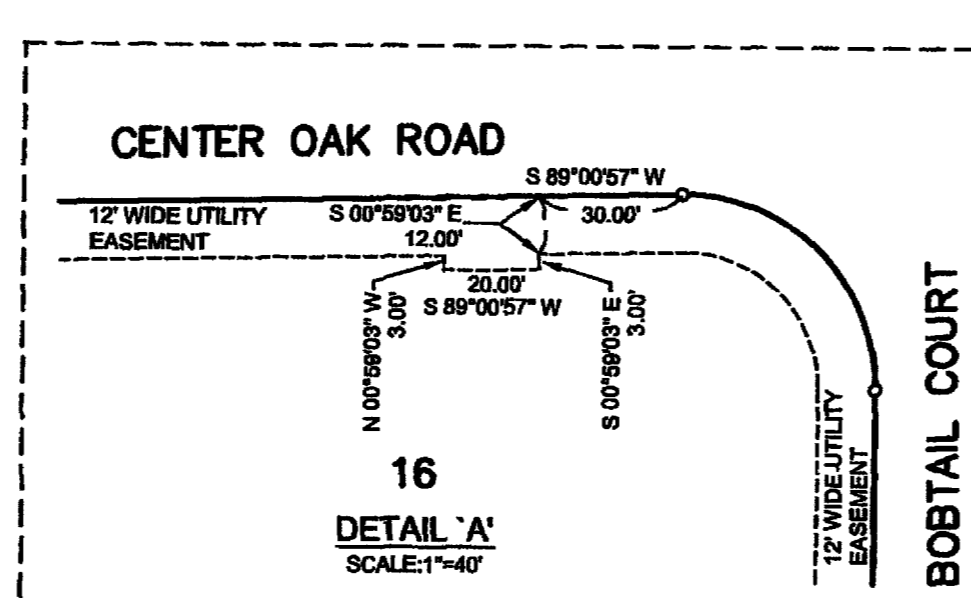 CENTER OAK ROAD
S 89°00'57" W
12' WIDE UTILITY
EASEMENT
S 00°59'03" E
12.00'
30.00'
20.00'
S 89°00'57" W
N 00°59'03" W
3.00'
S 00°59'03" E
3.00'
BOBTAIL COURT
12' WIDE UTILITY
EASEMENT
16
DETAIL `A'
SCALE:1"=40'